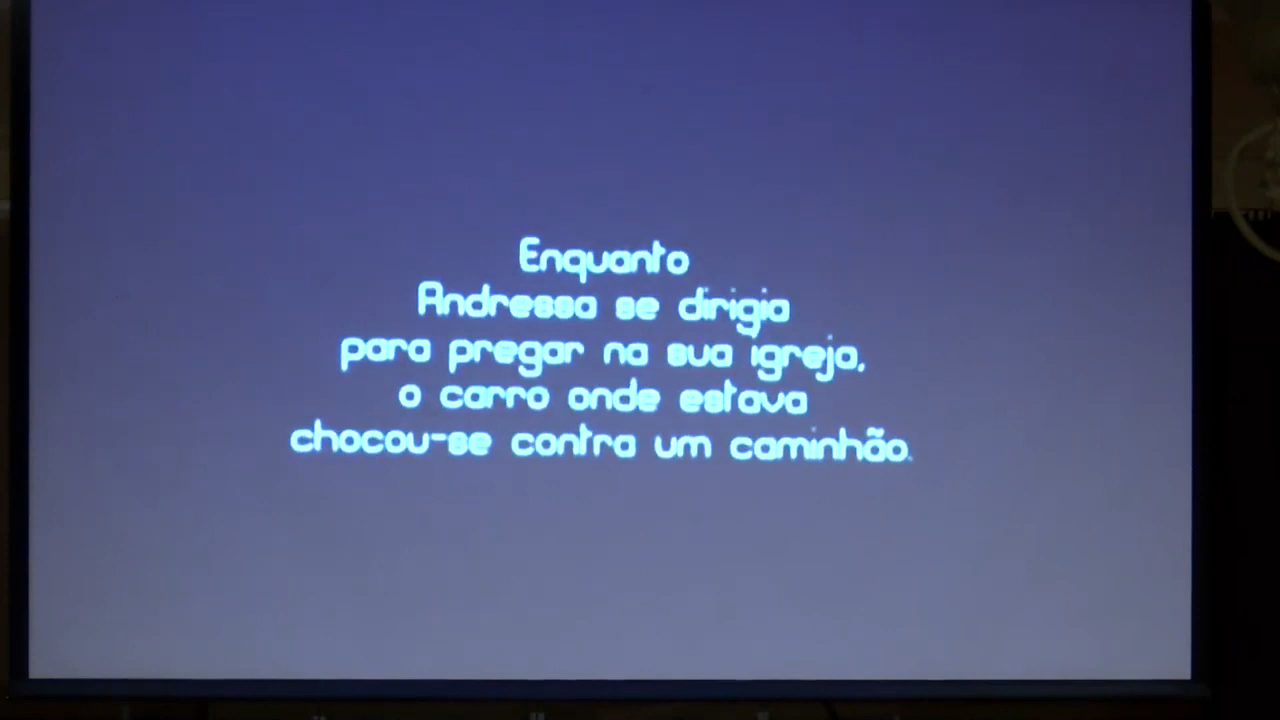 Enquanto
Andressa se dirigia
para pregar na sua igreja,
o carro onde estava
chocou-se contra um caminhão.